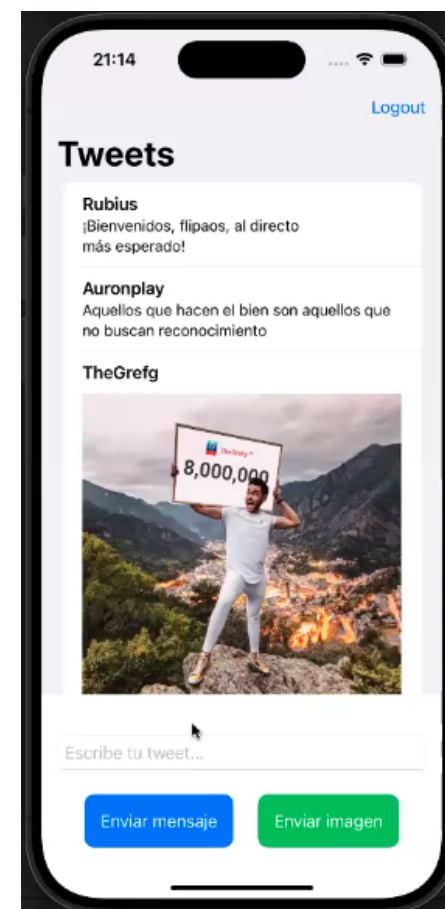 21:14
Logout
Tweets
Rubius
¡Bienvenidos, flipaos, al directo
más esperado!
Auronplay
Aquellos que hacen el bien son aquellos que
no buscan reconocimiento
TheGrefg
TheGrefg
8,000,000
Escribe tu tweet...
Enviar mensaje
Enviar imagen